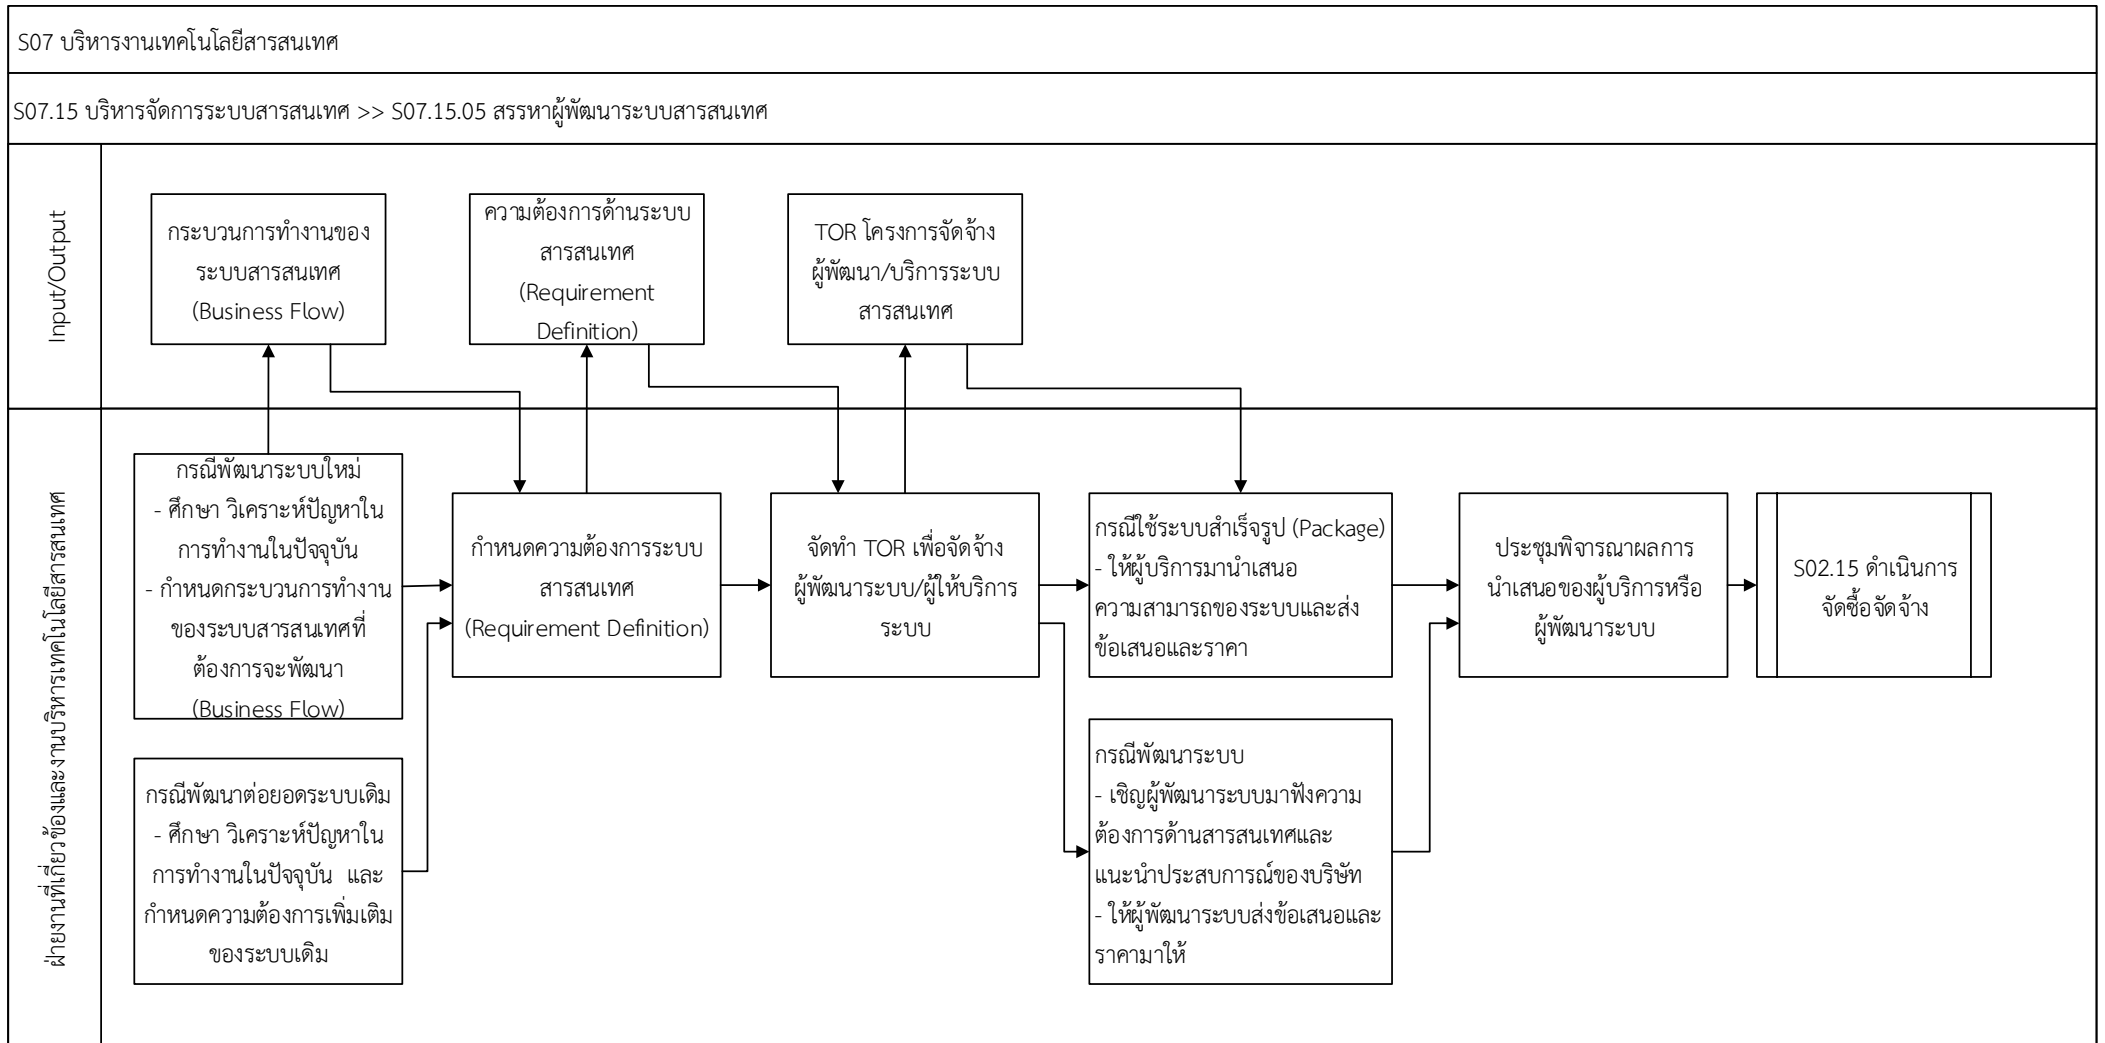 S07 บริหารงานเทคโนโลยีสารสนเทศ
S07.15 บริหารจัดการระบบสารสนเทศ >> S07.15.05 สรรหาผู้พัฒนาระบบสารสนเทศ
Input/Output
กระบวนการทำงานของ
ระบบสารสนเทศ
(Business Flow)
ความต้องการด้านระบบ
สารสนเทศ
(Requirement
Definition)
TOR โครงการจัดจ้าง
ผู้พัฒนา/บริการระบบ
สารสนเทศ
ฝ่ายงานที่เกี่ยวข้องและงานบริหารเทคโนโลยีสารสนเทศ
กรณีพัฒนาระบบใหม่
- ศึกษา วิเคราะห์ปัญหาใน
การทำงานในปัจจุบัน
- กำหนดกระบวนการทำงาน
ของระบบสารสนเทศที่
ต้องการจะพัฒนา
(Business Flow)
กรณีพัฒนาต่อยอดระบบเดิม
- ศึกษา วิเคราะห์ปัญหาใน
การทำงานในปัจจุบัน และ
กำหนดความต้องการเพิ่มเติม
ของระบบเดิม
กำหนดความต้องการระบบ
สารสนเทศ
(Requirement Definition)
จัดทำ TOR เพื่อจัดจ้าง
ผู้พัฒนาระบบ/ผู้ให้บริการ
ระบบ
กรณีใช้ระบบสำเร็จรูป (Package)
- ให้ผู้บริการมานำเสนอ
ความสามารถของระบบและส่ง
ข้อเสนอและราคา
กรณีพัฒนาระบบ
- เชิญผู้พัฒนาระบบมาฟังความ
ต้องการด้านสารสนเทศและ
แนะนำประสบการณ์ของบริษัท
- ให้ผู้พัฒนาระบบส่งข้อเสนอและ
ราคามาให้
ประชุมพิจารณาผลการ
นำเสนอของผู้บริการหรือ
ผู้พัฒนาระบบ
S02.15 ดำเนินการ
จัดซื้อจัดจ้าง